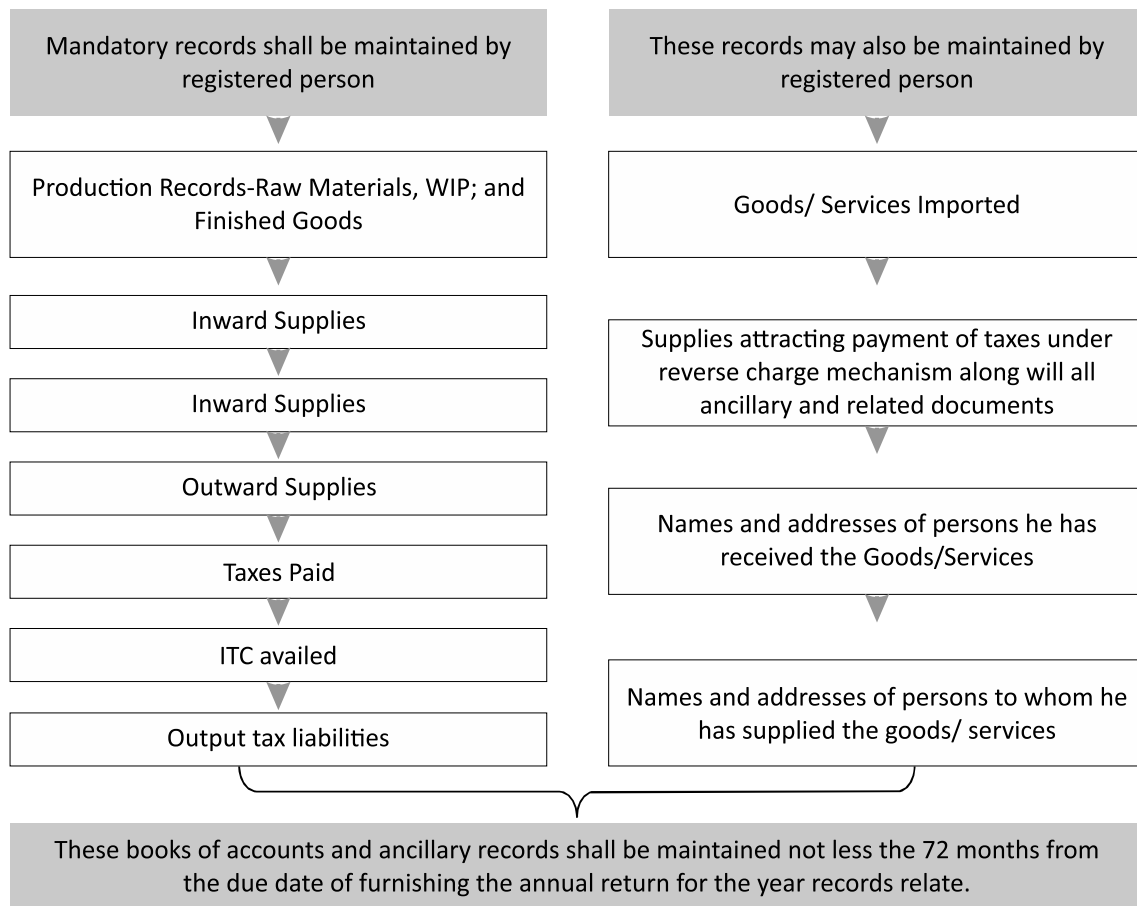 Mandatory records shall be maintained by
registered person
Production Records-Raw Materials, WIP; and
Finished Goods
Inward Supplies
Inward Supplies
Outward Supplies
Taxes Paid
ITC availed
Output tax liabilities
These records may also be maintained by
registered person
Goods/ Services Imported
Supplies attracting payment of taxes under
reverse charge mechanism along will all
ancillary and related documents
Names and addresses of persons he has
received the Goods/Services
Names and addresses of persons to whom he
has supplied the goods/ services
These books of accounts and ancillary records shall be maintained not less the 72 months from
the due date of furnishing the annual return for the year records relate.